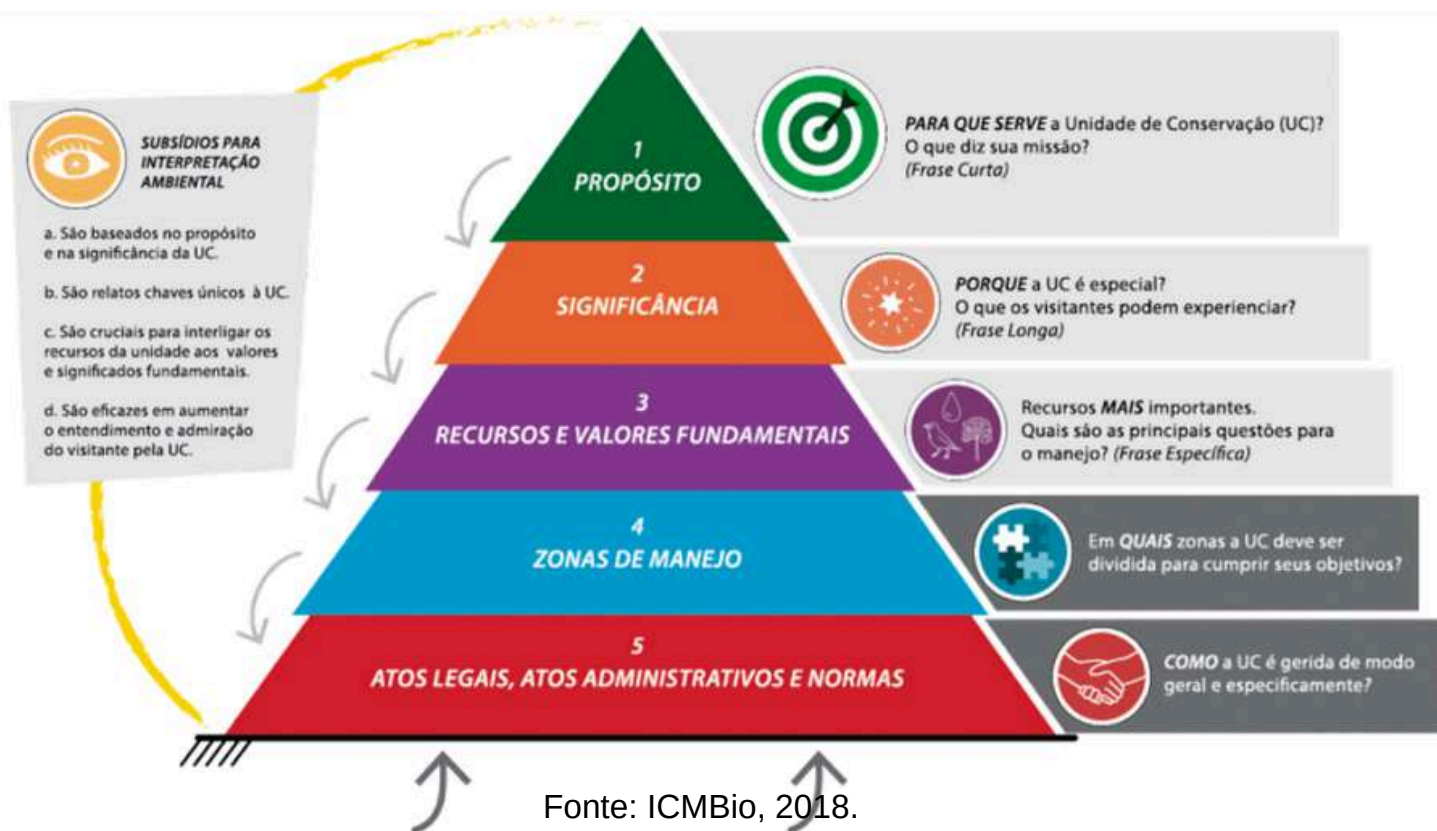 SUBSÍDIOS PARA
INTERPRETAÇÃO
AMBIENTAL
a. São baseados no propósito
e na significância da UC.
b. São relatos chaves únicos à UC.
c. São cruciais para interligar os
recursos da unidade aos valores
e significados fundamentais.
d. São eficazes em aumentar
o entendimento e admiração
do visitante pela UC.
1
PROPÓSITO
PARA QUE SERVE a Unidade de Conservação (UC)?
O que diz sua missão?
(Frase Curta)
2
SIGNIFICÂNCIA
PORQUE a UC é especial?
O que os visitantes podem experienciar?
(Frase Longa)
3
RECURSOS E VALORES FUNDAMENTAIS
Recursos MAIS importantes.
Quais são as principais questões para
o manejo? (Frase Específica)
4
ZONAS DE MANEJO
Em QUAIS zonas a UC deve ser
dividida para cumprir seus objetivos?
5
ATOS LEGAIS, ATOS ADMINISTRATIVOS E NORMAS
COMO a UC é gerida de modo
geral e especificamente?
Fonte: ICMBio, 2018.